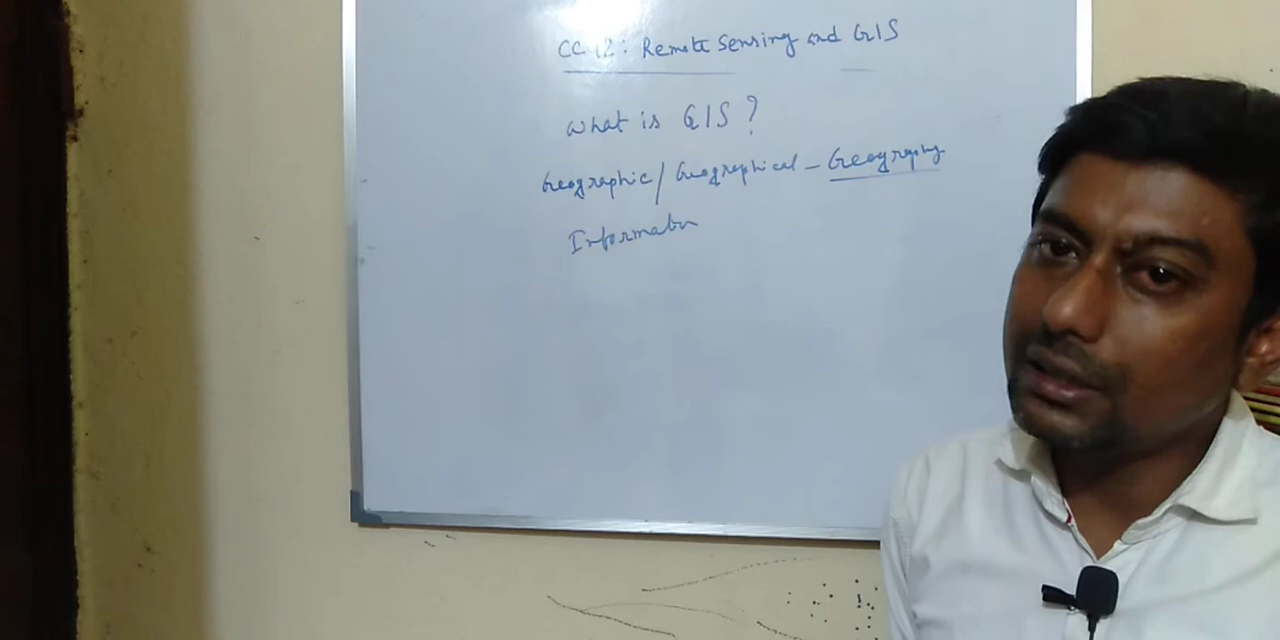 CC 12: Remote Sensing and GIS
What is GIS?
Geographic/Geographical - Geography
Information